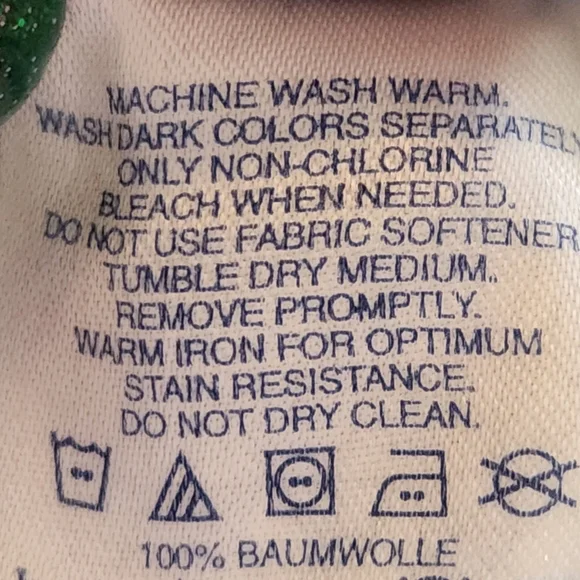 MACHINE WASH WARM.
WASH DARK COLORS SEPARATELY
ONLY NON-CHLORINE
BLEACH WHEN NEEDED.
DO NOT USE FABRIC SOFTENER
TUMBLE DRY MEDIUM.
REMOVE PROMPTLY.
WARM IRON FOR OPTIMUM
STAIN RESISTANCE.
DO NOT DRY CLEAN.
100% BAUMWOLLE